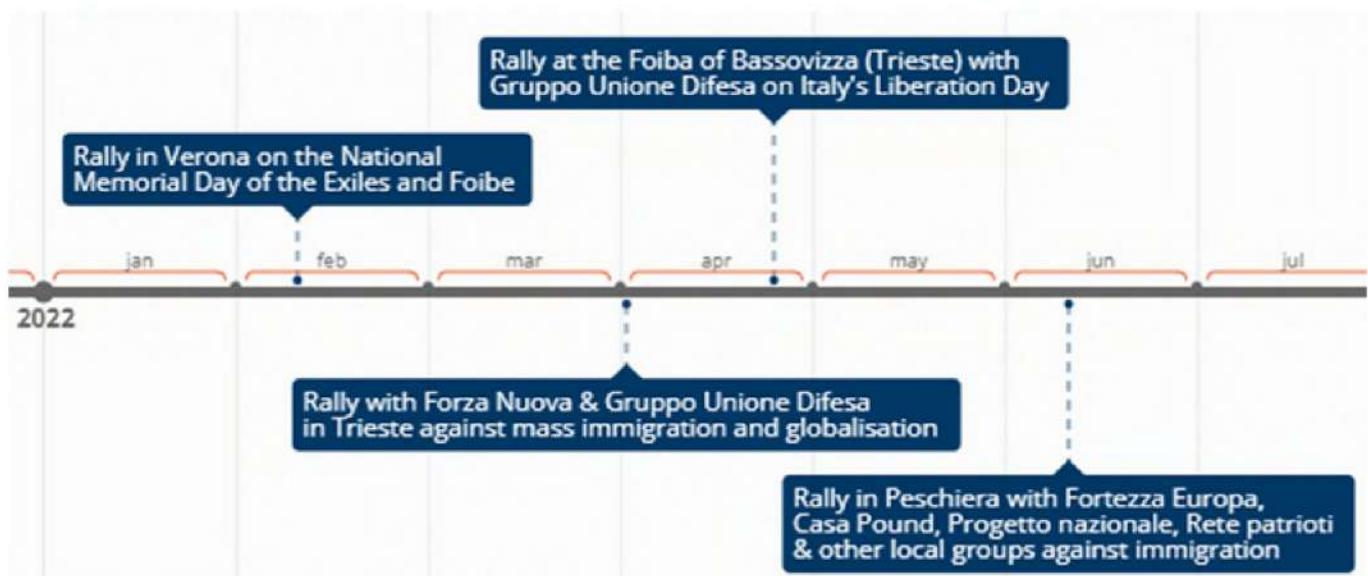 Rally at the Foiba of Bassovizza (Trieste) with
Gruppo Unione Difesa on Italy's Liberation Day
Rally in Verona on the National
Memorial Day of the Exiles and Foibe
jan
feb
mar
apr
may
jun
jul
2022
Rally with Forza Nuova & Gruppo Unione Difesa
in Trieste against mass immigration and globalisation
Rally in Peschiera with Fortezza Europa,
Casa Pound, Progetto nazionale, Rete patrioti
& other local groups against immigration